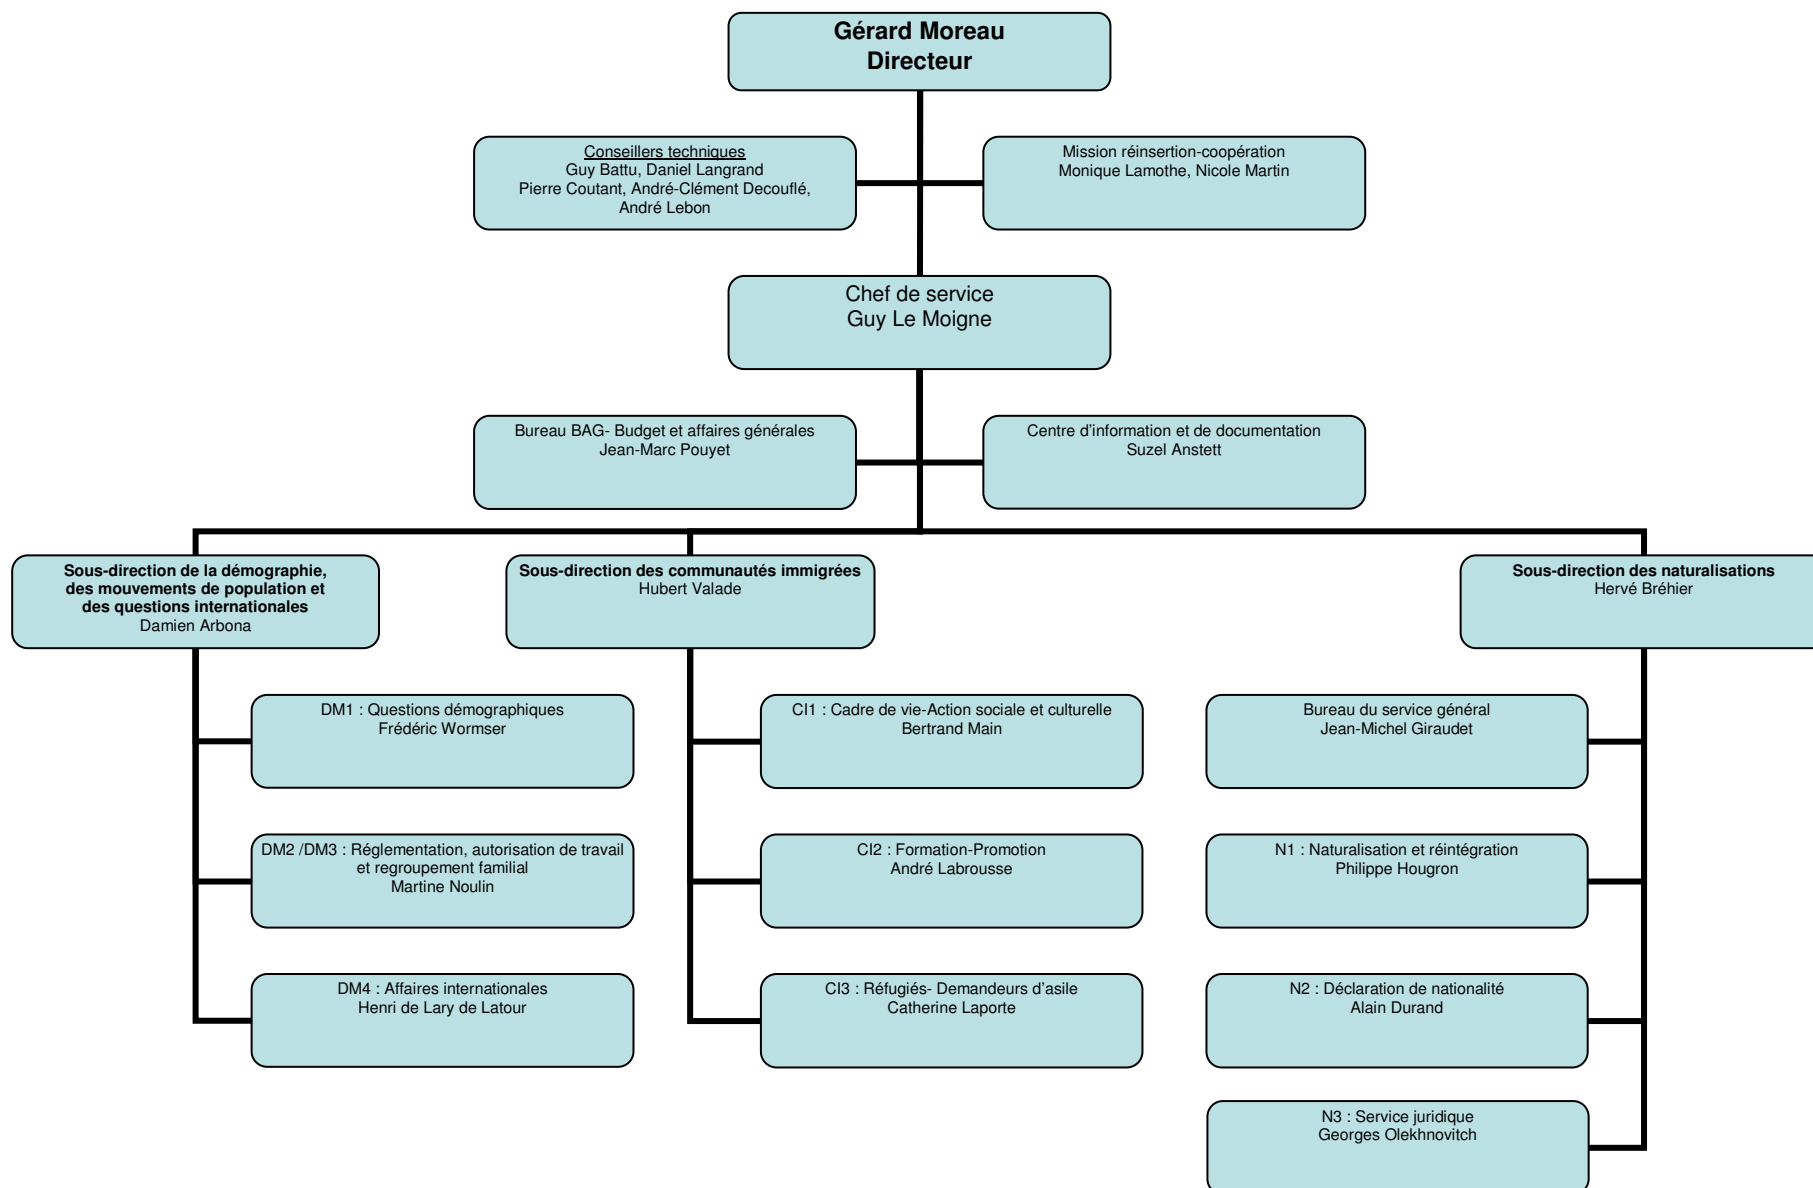 Gérard Moreau
Directeur
Conseillers techniques
Guy Battu, Daniel Langrand
Pierre Coutant, André-Clément Decouflé,
André Lebon
Mission réinsertion-coopération
Monique Lamothe, Nicole Martin
Chef de service
Guy Le Moigne
Bureau BAG- Budget et affaires générales
Jean-Marc Pouyet
Centre d'information et de documentation
Suzel Anstett
Sous-direction de la démographie,
des mouvements de population et
des questions internationales
Damien Arbona
Sous-direction des communautés immigrées
Hubert Valade
Sous-direction des naturalisations
Hervé Bréhier
DM1 : Questions démographiques
Frédéric Wormser
CI1 : Cadre de vie-Action sociale et culturelle
Bertrand Main
Bureau du service général
Jean-Michel Giraudet
DM2 /DM3 : Réglementation, autorisation de travail
et regroupement familial
Martine Noulin
CI2 : Formation-Promotion
André Labrousse
N1 : Naturalisation et réintégration
Philippe Hougron
DM4 : Affaires internationales
Henri de Lary de Latour
CI3 : Réfugiés- Demandeurs d'asile
Catherine Laporte
N2 : Déclaration de nationalité
Alain Durand
N3 : Service juridique
Georges Olekhnovitch